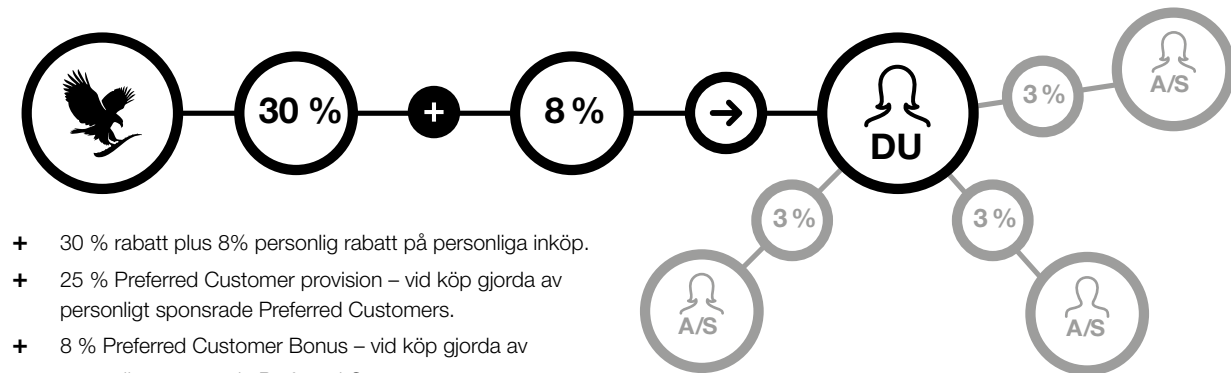 30 % + 8 % → DU 3 % A/S
3 % 3 %
A/S A/S
+ 30 % rabatt plus 8% personlig rabatt på personliga inköp.
+ 25 % Preferred Customer provision – vid köp gjorda av
personligt sponsrade Preferred Customers.
+ 8 % Preferred Customer Bonus – vid köp gjorda av